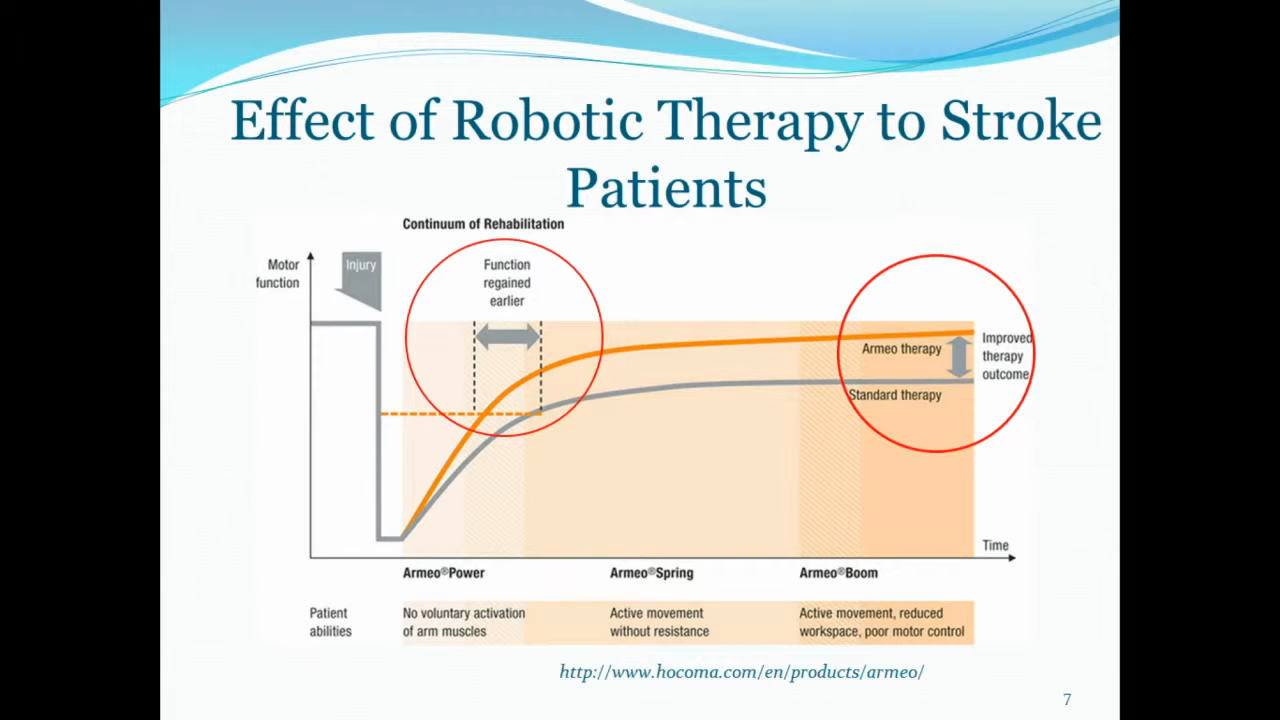 Effect of Robotic Therapy to Stroke
Patients
Continuum of Rehabilitation
Motor
function
Injury
Function
regained
earlier
Armeo therapy
Improved
therapy
outcome
Standard therapy
Time
Armeo®Power
Armeo®Spring
Armeo®Boom
Patient
abilities
No voluntary activation
of arm muscles
Active movement
without resistance
Active movement, reduced
workspace, poor motor control
http://www.hocoma.com/en/products/armeo/
7